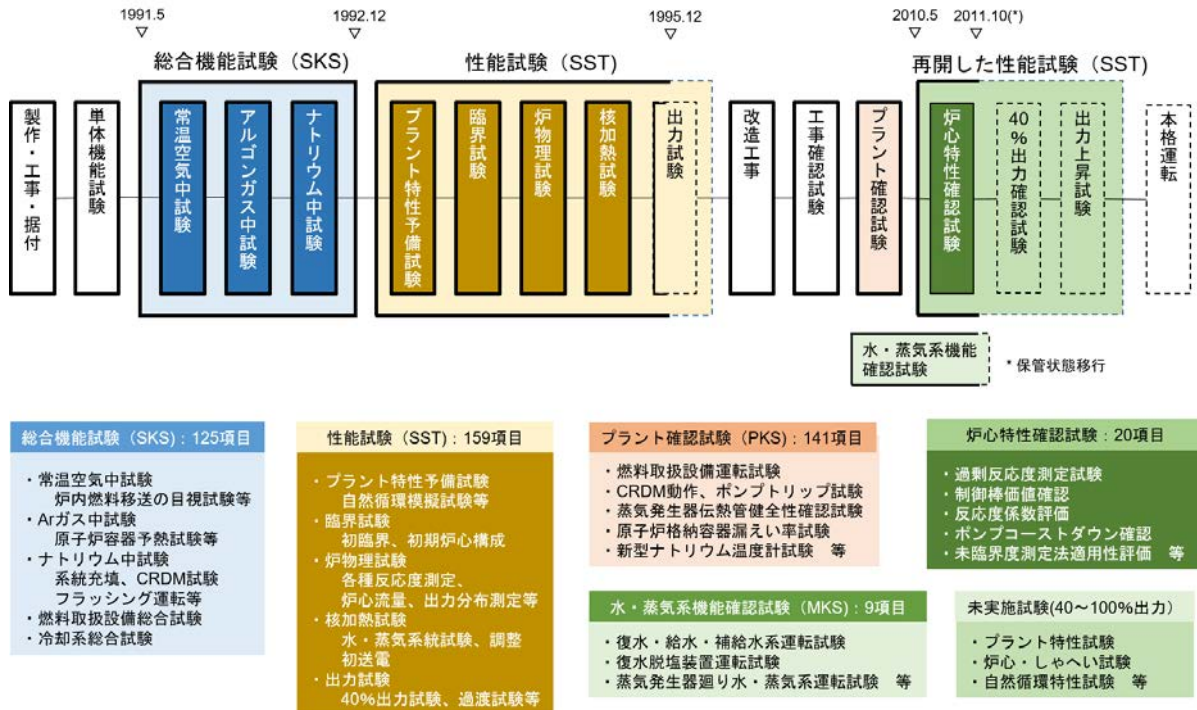 1991.5
1992.12
1995.12
2010.5
2011.10(*)
総合機能試験（SKS）
性能試験（SST）
再開した性能試験（SST）
製作・工事・据付
単体機能試験
常温空気中試験
アルゴンガス中試験
ナトリウム中試験
プラント特性予備試験
臨界試験
炉物理試験
核加熱試験
出力試験
改造工事
工事確認試験
プラント確認試験
炉心特性確認試験
40%出力確認試験
出力上昇試験
本格運転
水・蒸気系機能
確認試験
* 保管状態移行
総合機能試験（SKS）: 125項目
・常温空気中試験
炉内燃料移送の目視試験等
・Arガス中試験
原子炉容器予熱試験等
・ナトリウム中試験
系統充填、CRDM試験
フラッシング運転等
・燃料取扱設備総合試験
・冷却系総合試験
性能試験（SST）: 159項目
・プラント特性予備試験
自然循環模擬試験等
・臨界試験
初臨界、初期炉心構成
・炉物理試験
各種反応度測定、
炉心流量、出力分布測定等
・核加熱試験
水・蒸気系統試験、調整
初送電
・出力試験
40%出力試験、過渡試験等
プラント確認試験（PKS）: 141項目
・燃料取扱設備運転試験
・CRDM動作、ポンプトリップ試験
・蒸気発生器伝熱管健全性確認試験
・原子炉格納容器漏えい率試験
・新型ナトリウム温度計試験 等
水・蒸気系機能確認試験（MKS）: 9項目
・復水・給水・補給水系運転試験
・復水脱塩装置運転試験
・蒸気発生器廻り水・蒸気系運転試験 等
炉心特性確認試験: 20項目
・過剰反応度測定試験
・制御棒価値確認
・反応度係数評価
・ポンプコーストダウン確認
・未臨界度測定法適用性評価 等
未実施試験(40～100%出力）
・プラント特性試験
・炉心・しゃへい試験
・自然循環特性試験 等